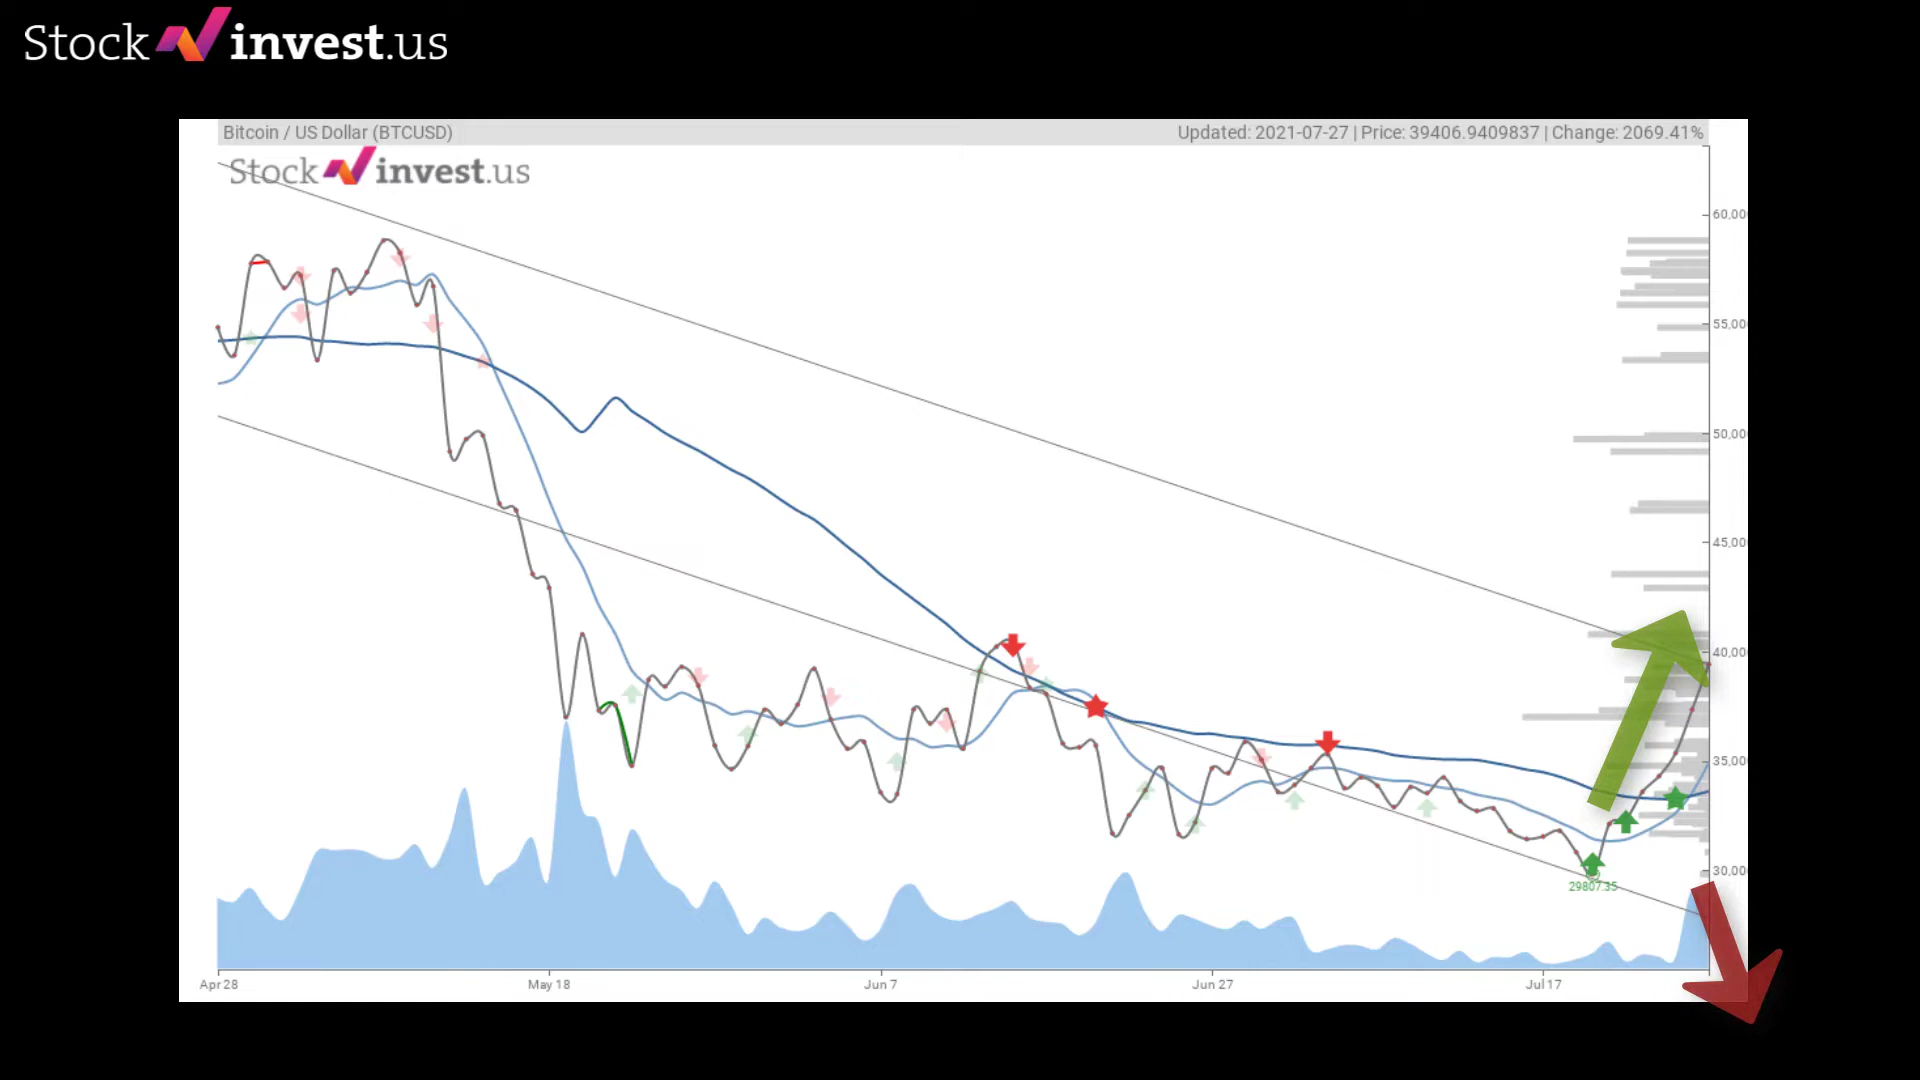 Stock invest.us
Bitcoin / US Dollar (BTCUSD)
Updated: 2021-07-27 | Price: 39406.9409837 | Change: 2069.41%
Stock invest.us
60,00
55,00
50,00
45,00
40,00
35,00
30,00
29807.35
Apr 28
May 18
Jun 7
Jun 27
Jul 17